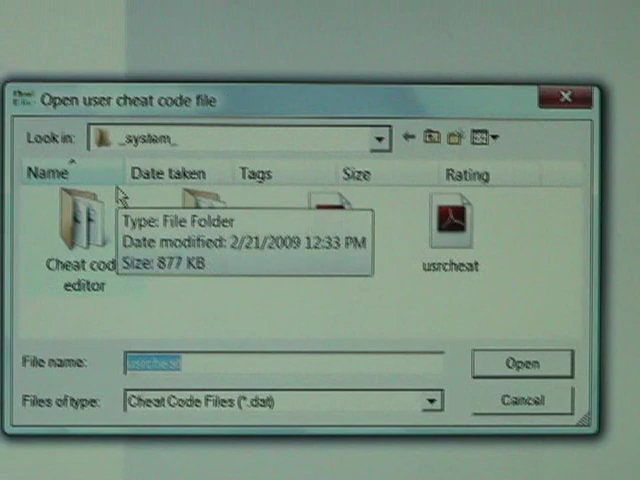 Open user cheat code file
Look in: _system_
Name Date taken Tags Size Rating
Type: File Folder
Date modified: 2/21/2009 12:33 PM
Size: 877 KB
Cheat cod
editor
usrcheat
File name: usrcheat
Open
Files of type: Cheat Code Files (*.dat)
Cancel